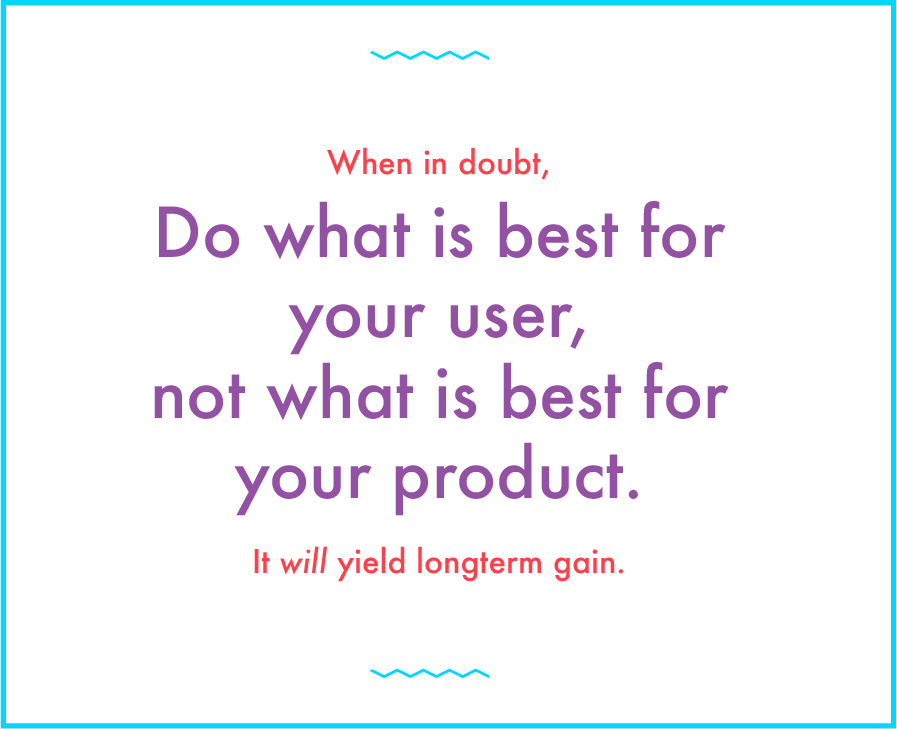 When in doubt,
Do what is best for
your user,
not what is best for
your product.
It will yield longterm gain.